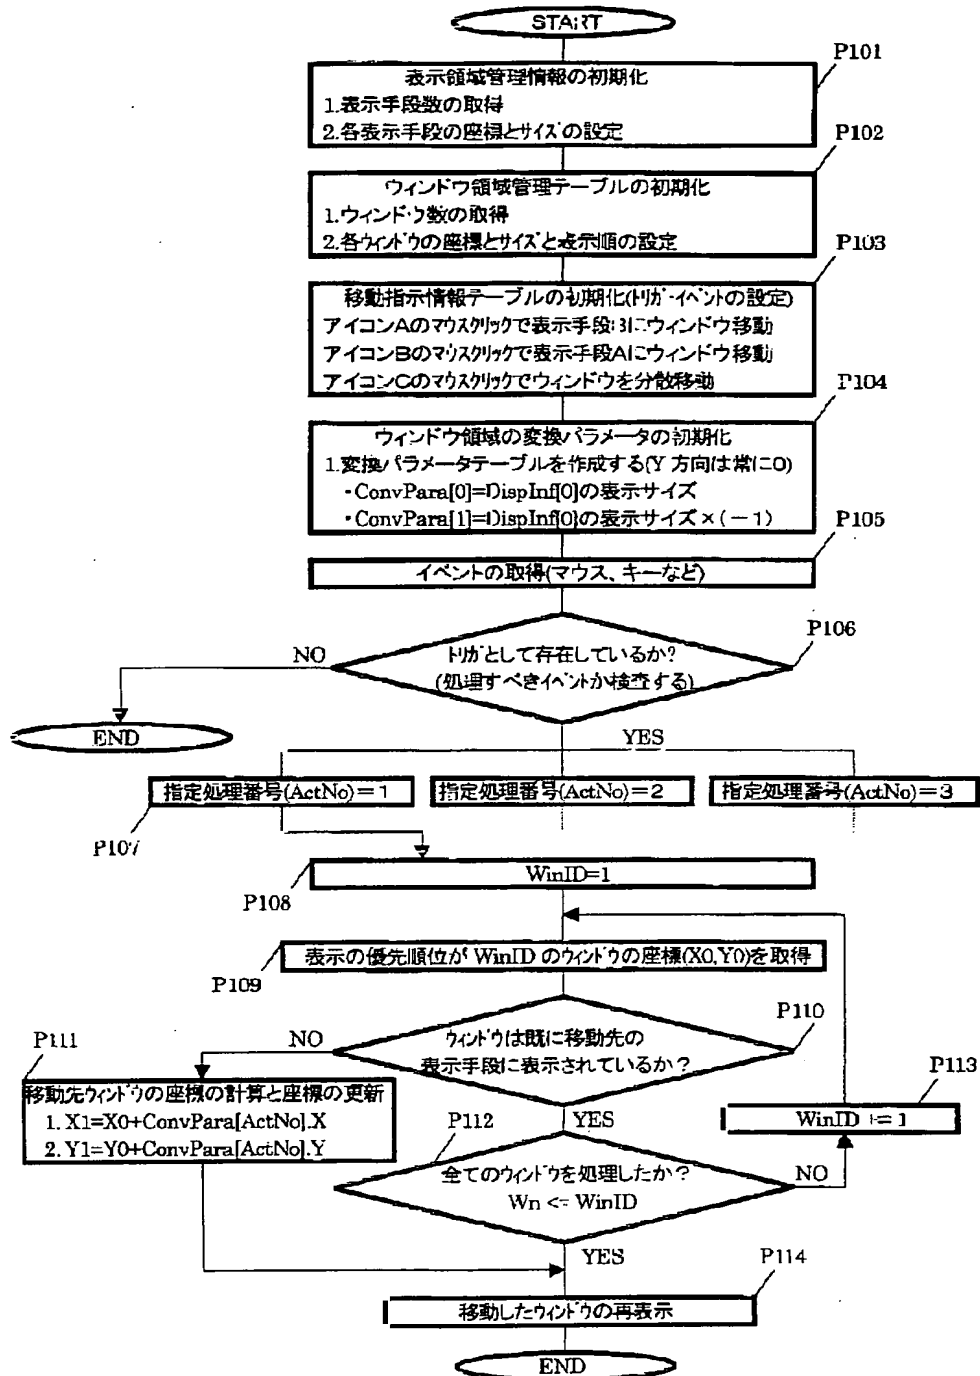 START
P101
表示領域管理情報の初期化
1.表示手段数の取得
2.各表示手段の座標とサイズの設定
P102
ウィンドウ領域管理テーブルの初期化
1.ウィンドウ数の取得
2.各ウィンドウの座標とサイズと表示順の設定
P103
移動指示情報テーブルの初期化(トリガ・イベントの設定)
アイコンAのマウスクリックで表示手段Bにウィンドウ移動
アイコンBのマウスクリックで表示手段Aにウィンドウ移動
アイコンCのマウスクリックでウィンドウを分散移動
P104
ウィンドウ領域の変換パラメータの初期化
1.変換パラメータテーブルを作成する(Y 方向は常に0)
・ConvPara[0]=DispInf[0]の表示サイズ
・ConvPara[1]=DispInf[0]の表示サイズ×(－1)
P105
イベントの取得(マウス、キーなど)
P106
トリガとして存在しているか?
(処理すべきイベントか検査する)
NO
END
YES
指定処理番号(ActNo)＝1
指定処理番号(ActNo)＝2
指定処理番号(ActNo)＝3
P107
WinID=1
P108
表示の優先順位が WinID のウィンドウの座標(X0,Y0)を取得
P109
P110
ウィンドウは既に移動先の
表示手段に表示されているか?
NO
P111
移動先ウィンドウの座標の計算と座標の更新
1. X1=X0+ConvPara[ActNo].X
2. Y1=Y0+ConvPara[ActNo].Y
YES
P112
全てのウィンドウを処理したか?
Wn <= WinID
NO
P113
WinID += 1
YES
P114
移動したウィンドウの再表示
END